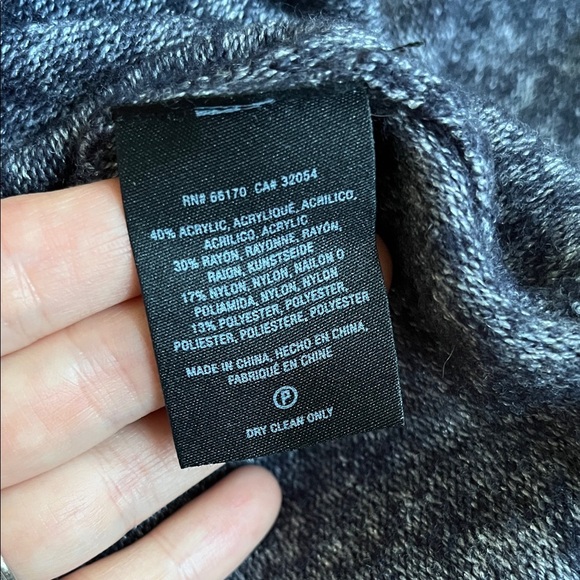 RN# 66170 CA# 32054
40% ACRYLIC, ACRYLIQUE, ACRILICO,
ACRILICO, ACRYLIC
30% RAYON, RAYONNE, RAYON,
RAION, KUNSTSEIDE
17% NYLON, NYLON, NAILON O
POLIAMIDA, NYLON, NYLON
13% POLYESTER, POLYESTER,
POLIESTER, POLIESTERE, POLYESTER
MADE IN CHINA, HECHO EN CHINA,
FABRIQUÉ EN CHINE
P
DRY CLEAN ONLY